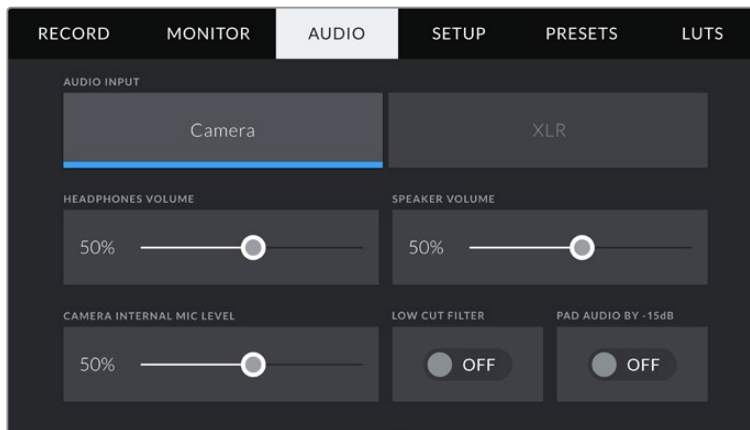 RECORD MONITOR AUDIO SETUP PRESETS LUTS
AUDIO INPUT
Camera XLR
HEADPHONES VOLUME SPEAKER VOLUME
50% 50%
CAMERA INTERNAL MIC LEVEL LOW CUT FILTER PAD AUDIO BY -15dB
50% OFF OFF